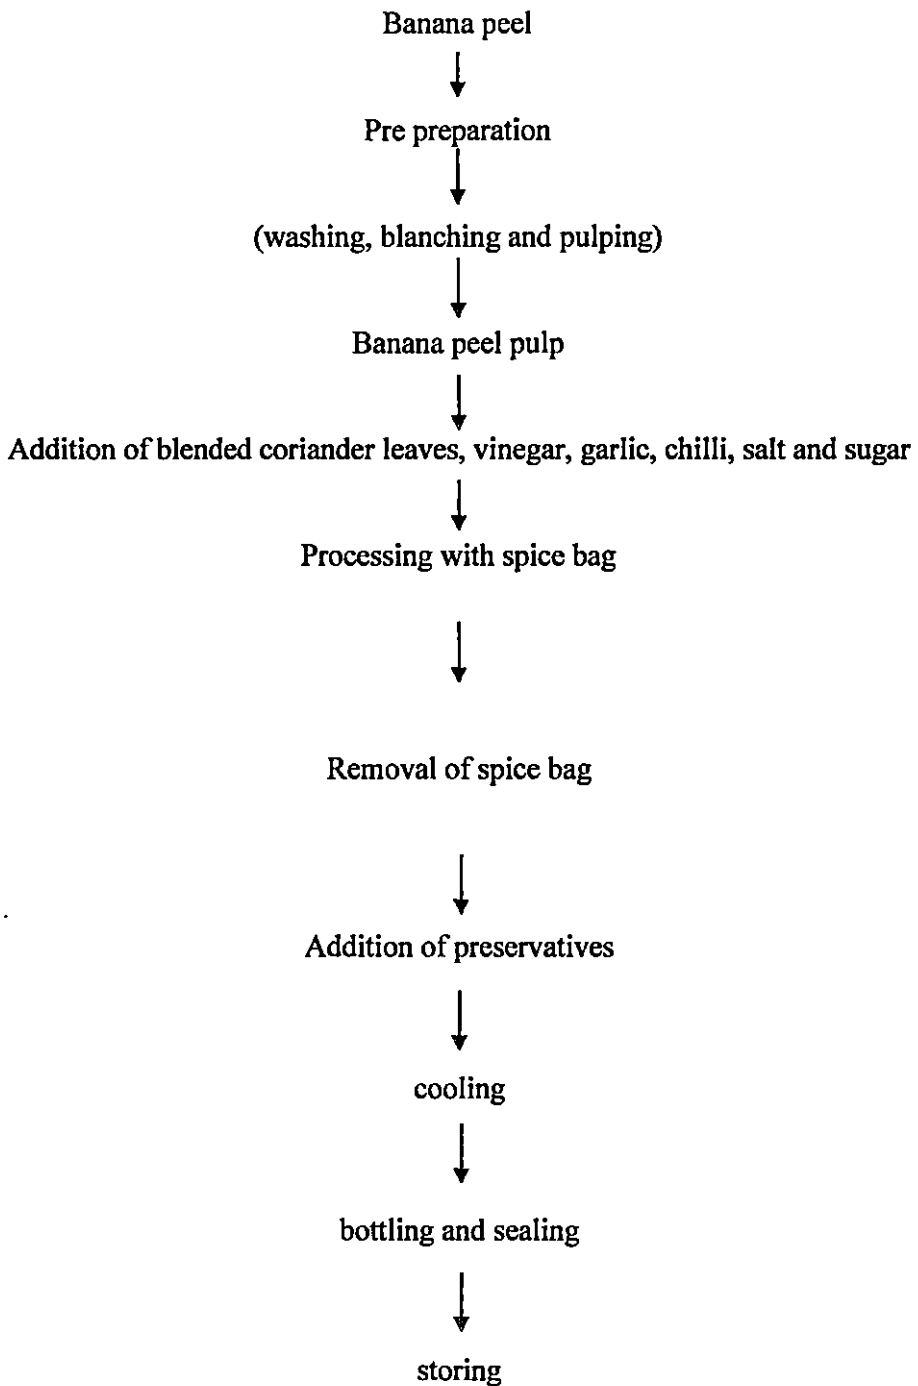 Banana peel
Pre preparation
(washing, blanching and pulping)
Banana peel pulp
Addition of blended coriander leaves, vinegar, garlic, chilli, salt and sugar
Processing with spice bag
Removal of spice bag
Addition of preservatives
cooling
bottling and sealing
storing